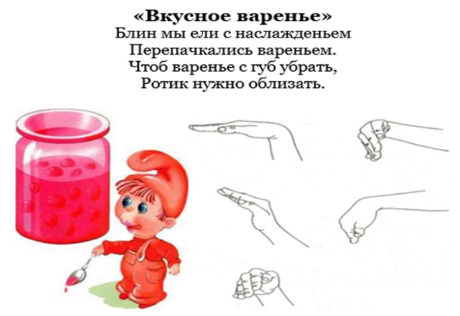 «Вкусное варенье»
Блин мы ели с наслажденьем
Перепачкались вареньем.
Чтоб варенье с губ убрать,
Ротик нужно облизать.